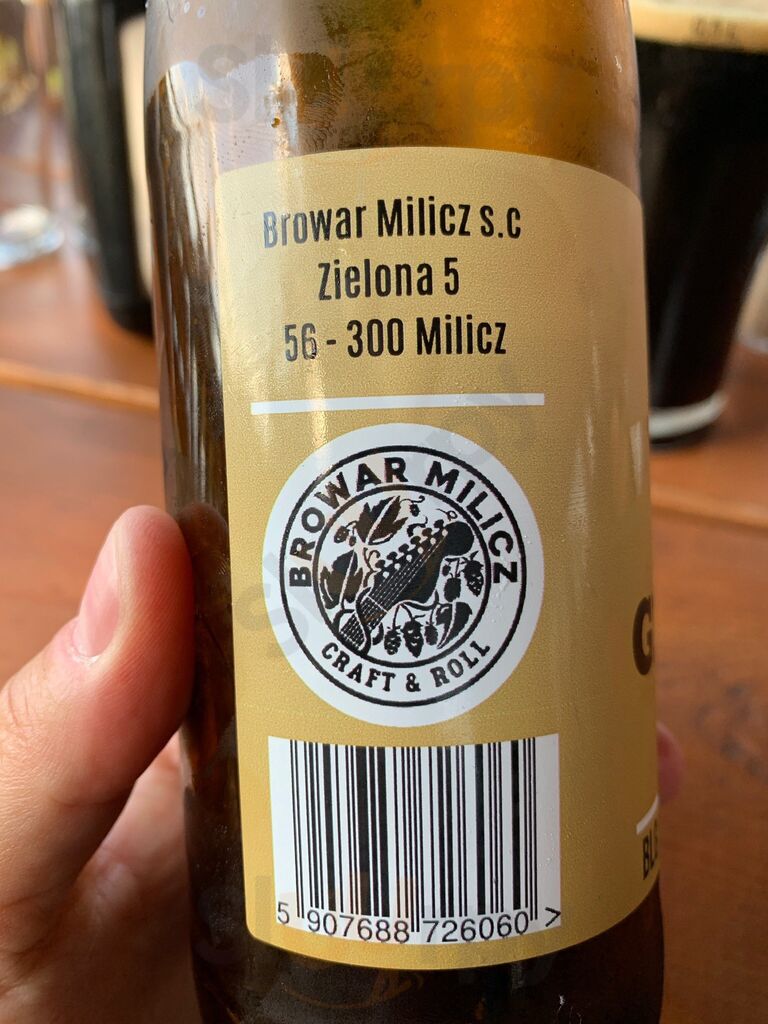 Browar Milicz s.c
Zielona 5
56 - 300 Milicz
BROWAR MILICZ
CRAFT & ROLL
5 907688 726060 >